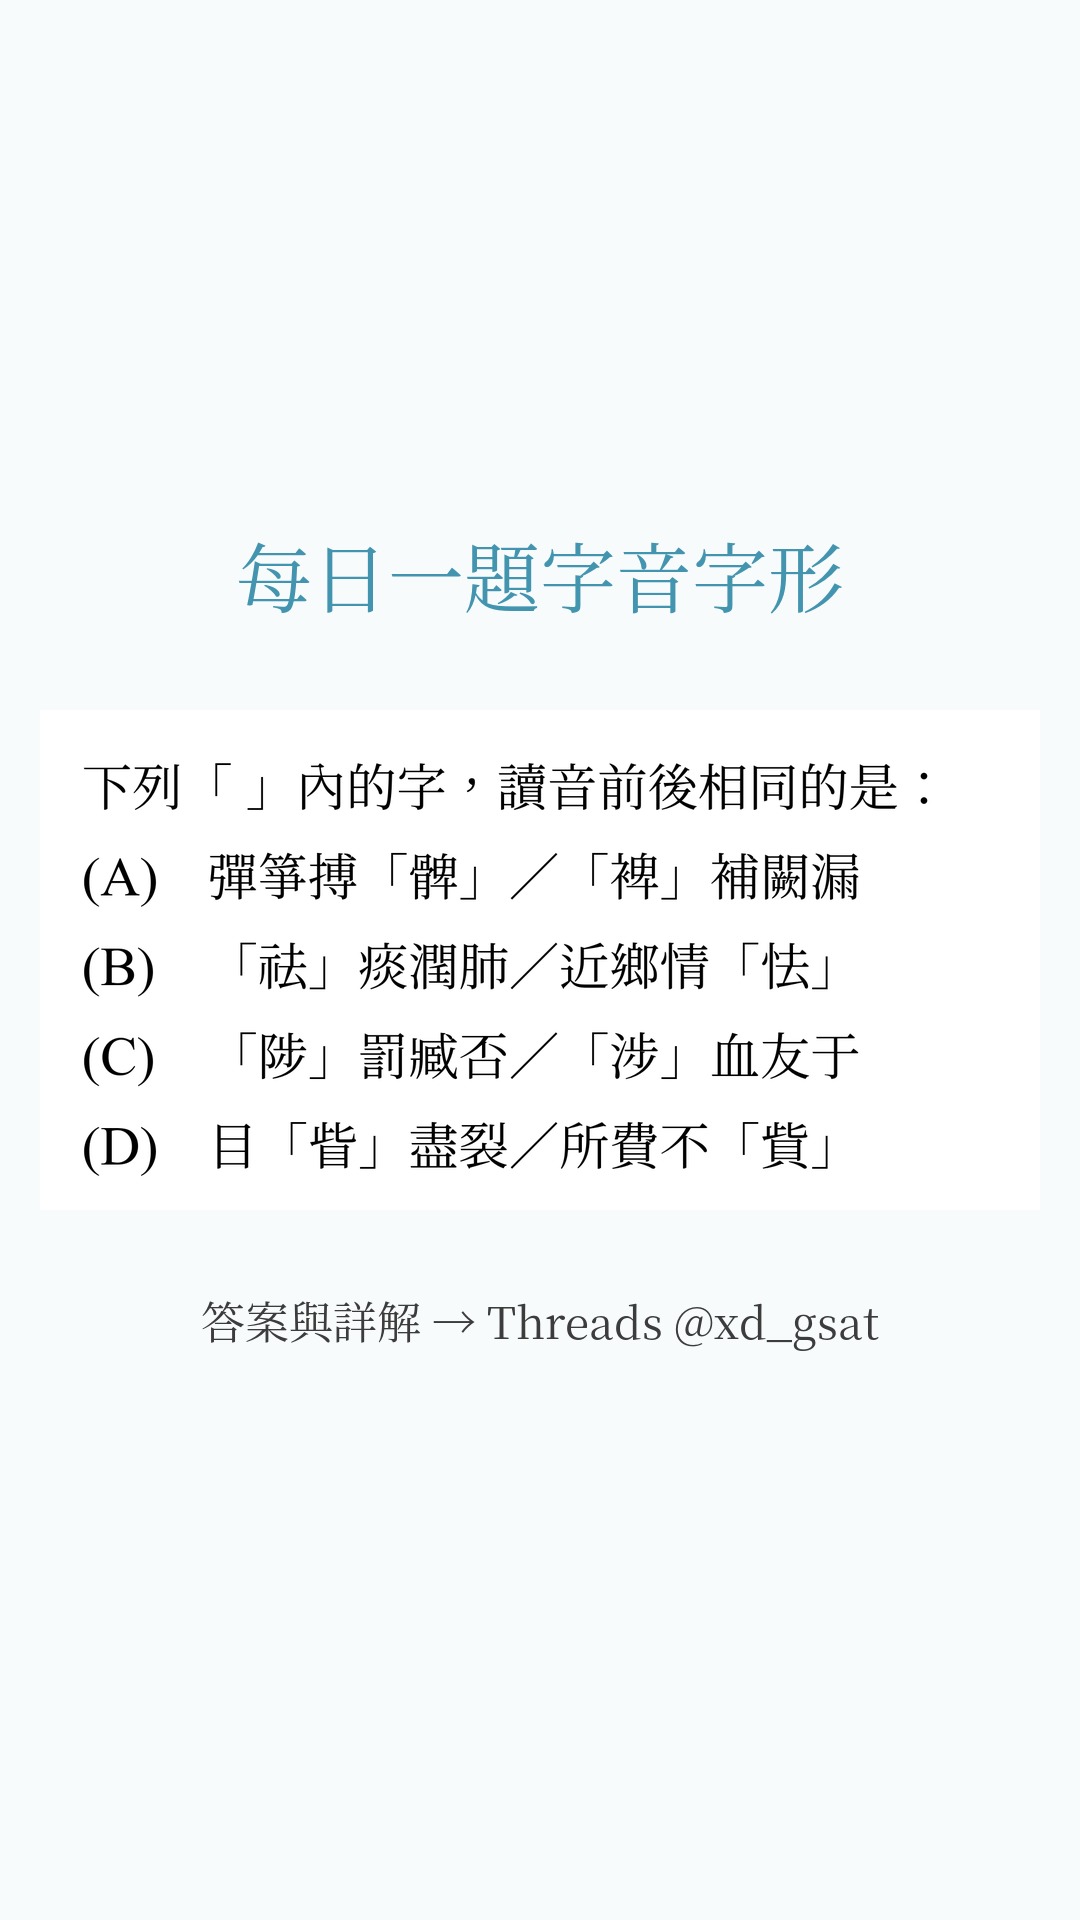 每日一題字音字形
下列「 」內的字，讀音前後相同的是：
(A) 彈箏搏「髀」／「裨」補闕漏
(B) 「祛」痰潤肺／近鄉情「怯」
(C) 「陟」罰臧否／「涉」血友于
(D) 目「眥」盡裂／所費不「貲」
答案與詳解 → Threads @xd_gsat